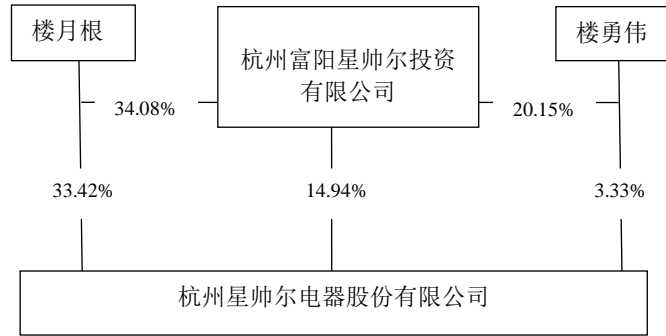 楼月根
杭州富阳星帅尔投资
有限公司
楼勇伟
34.08%
20.15%
33.42%
14.94%
3.33%
杭州星帅尔电器股份有限公司